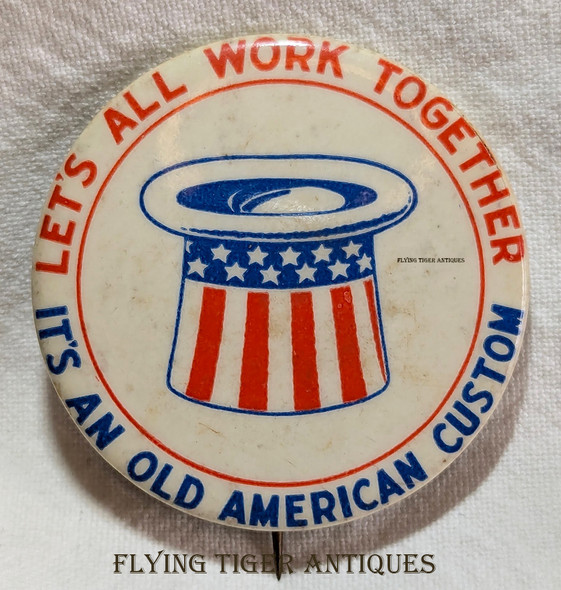 LET'S ALL WORK TOGETHER
IT'S AN OLD AMERICAN CUSTOM
FLYING TIGER ANTIQUES
FLYING TIGER ANTIQUES